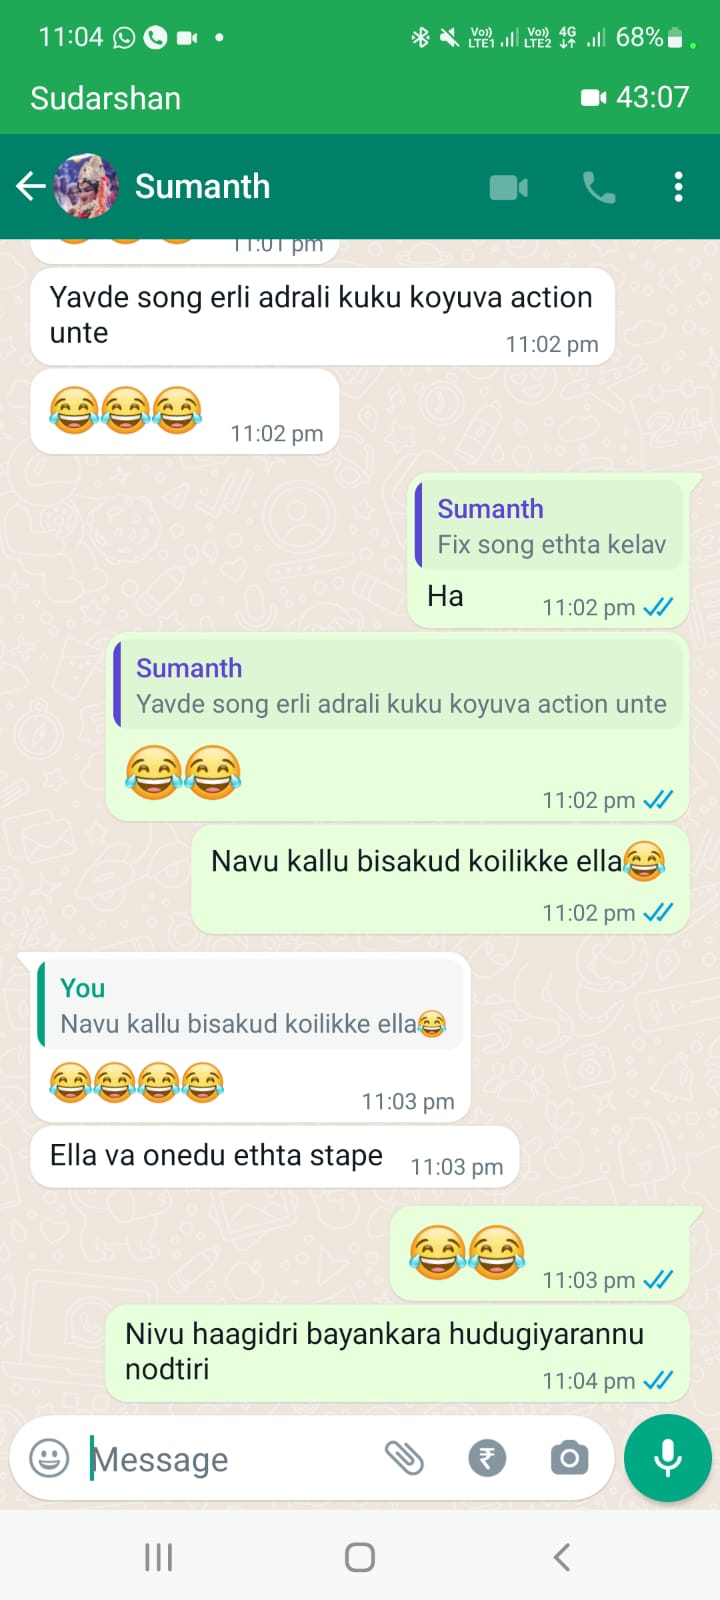 11:04
Vo)) LTE1 Vo)) LTE2 4G 68%
Sudarshan 43:07
Sumanth
11:01 pm
Yavde song erli adrali kuku koyuva action
unte
11:02 pm
😂😂😂 11:02 pm
Sumanth
Fix song ethta kelav
Ha 11:02 pm
Sumanth
Yavde song erli adrali kuku koyuva action unte
😂😂
11:02 pm
Navu kallu bisakud koilikke ella😂
11:02 pm
You
Navu kallu bisakud koilikke ella😂
😂😂😂😂
11:03 pm
Ella va onedu ethta stape 11:03 pm
😂😂 11:03 pm
Nivu haagidri bayankara hudugiyarannu
nodtiri
11:04 pm
Message
24
₹